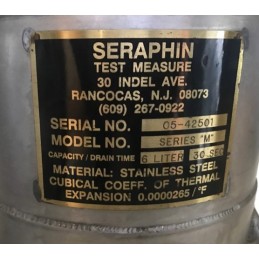 SERAPHIN
TEST MEASURE
30 INDEL AVE.
RANCOCAS, N.J. 08073
(609) 267-0922
SERIAL NO. 05-42501
MODEL NO. SERIES "M"
CAPACITY / DRAIN TIME 6 LITER 30 SEC
MATERIAL: STAINLESS STEEL
CUBICAL COEFF. OF THERMAL
EXPANSION 0.0000265/°F